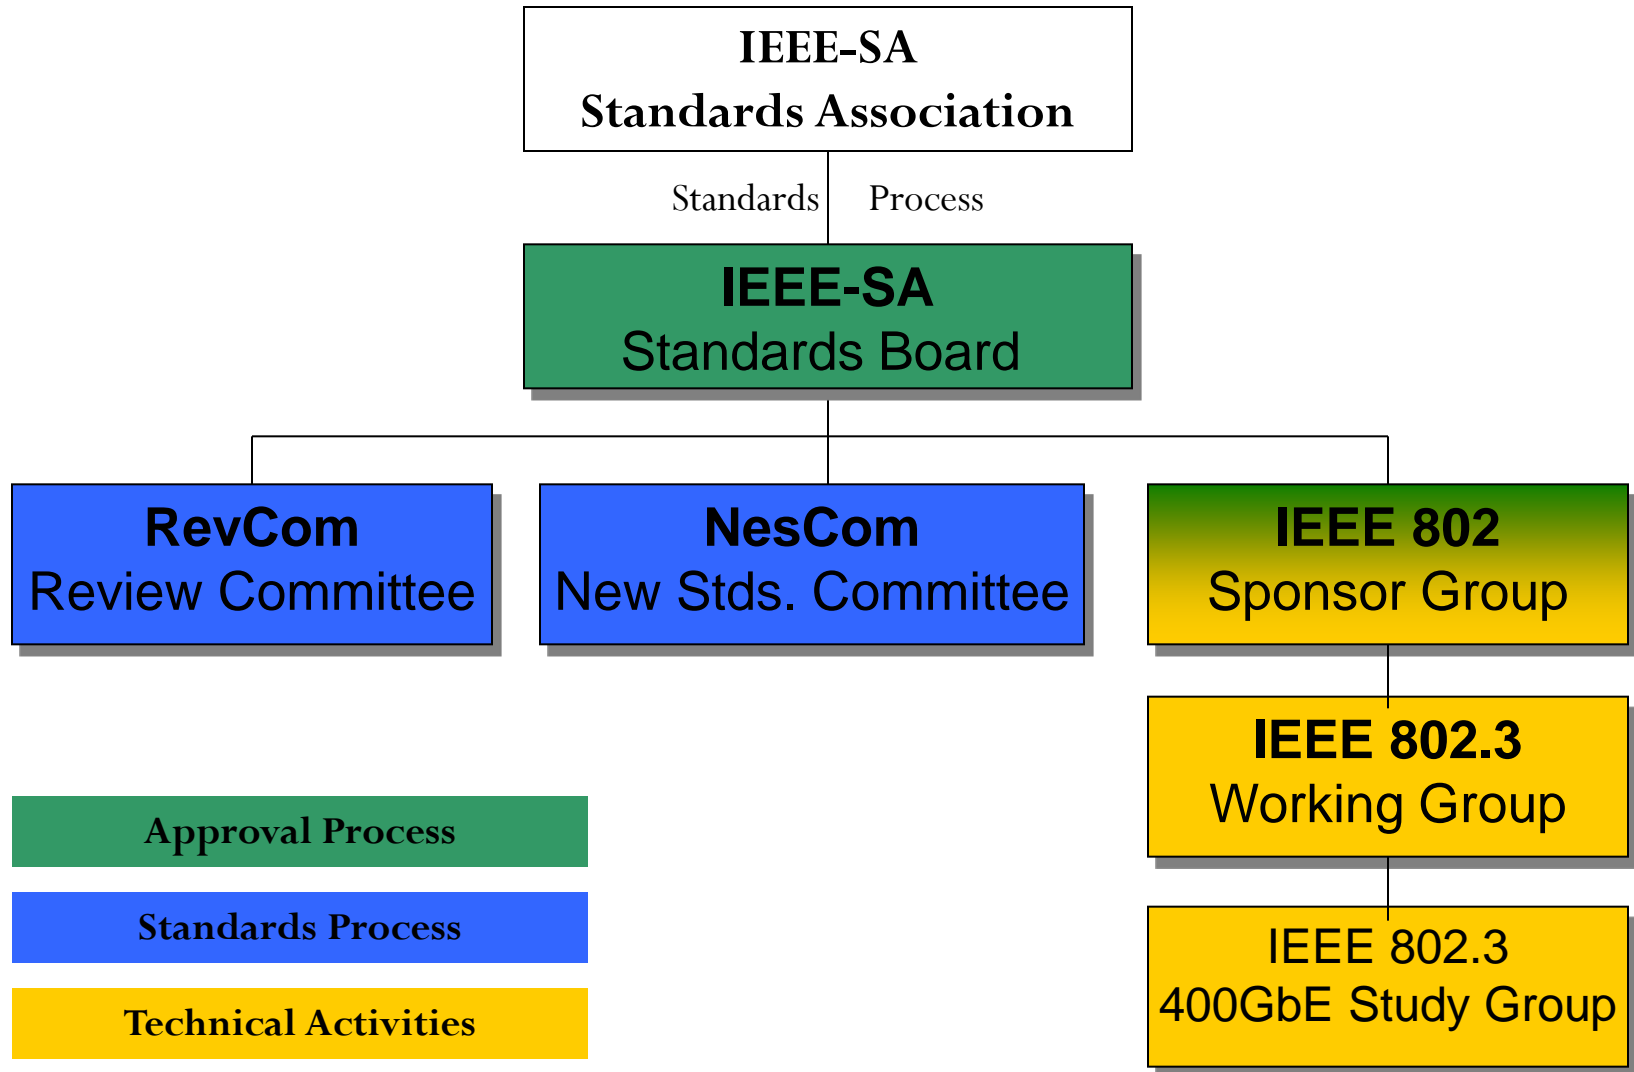 IEEE-SA
Standards Association
Standards Process
IEEE-SA
Standards Board
RevCom
Review Committee
NesCom
New Stds. Committee
IEEE 802
Sponsor Group
IEEE 802.3
Working Group
IEEE 802.3
400GbE Study Group
Approval Process
Standards Process
Technical Activities